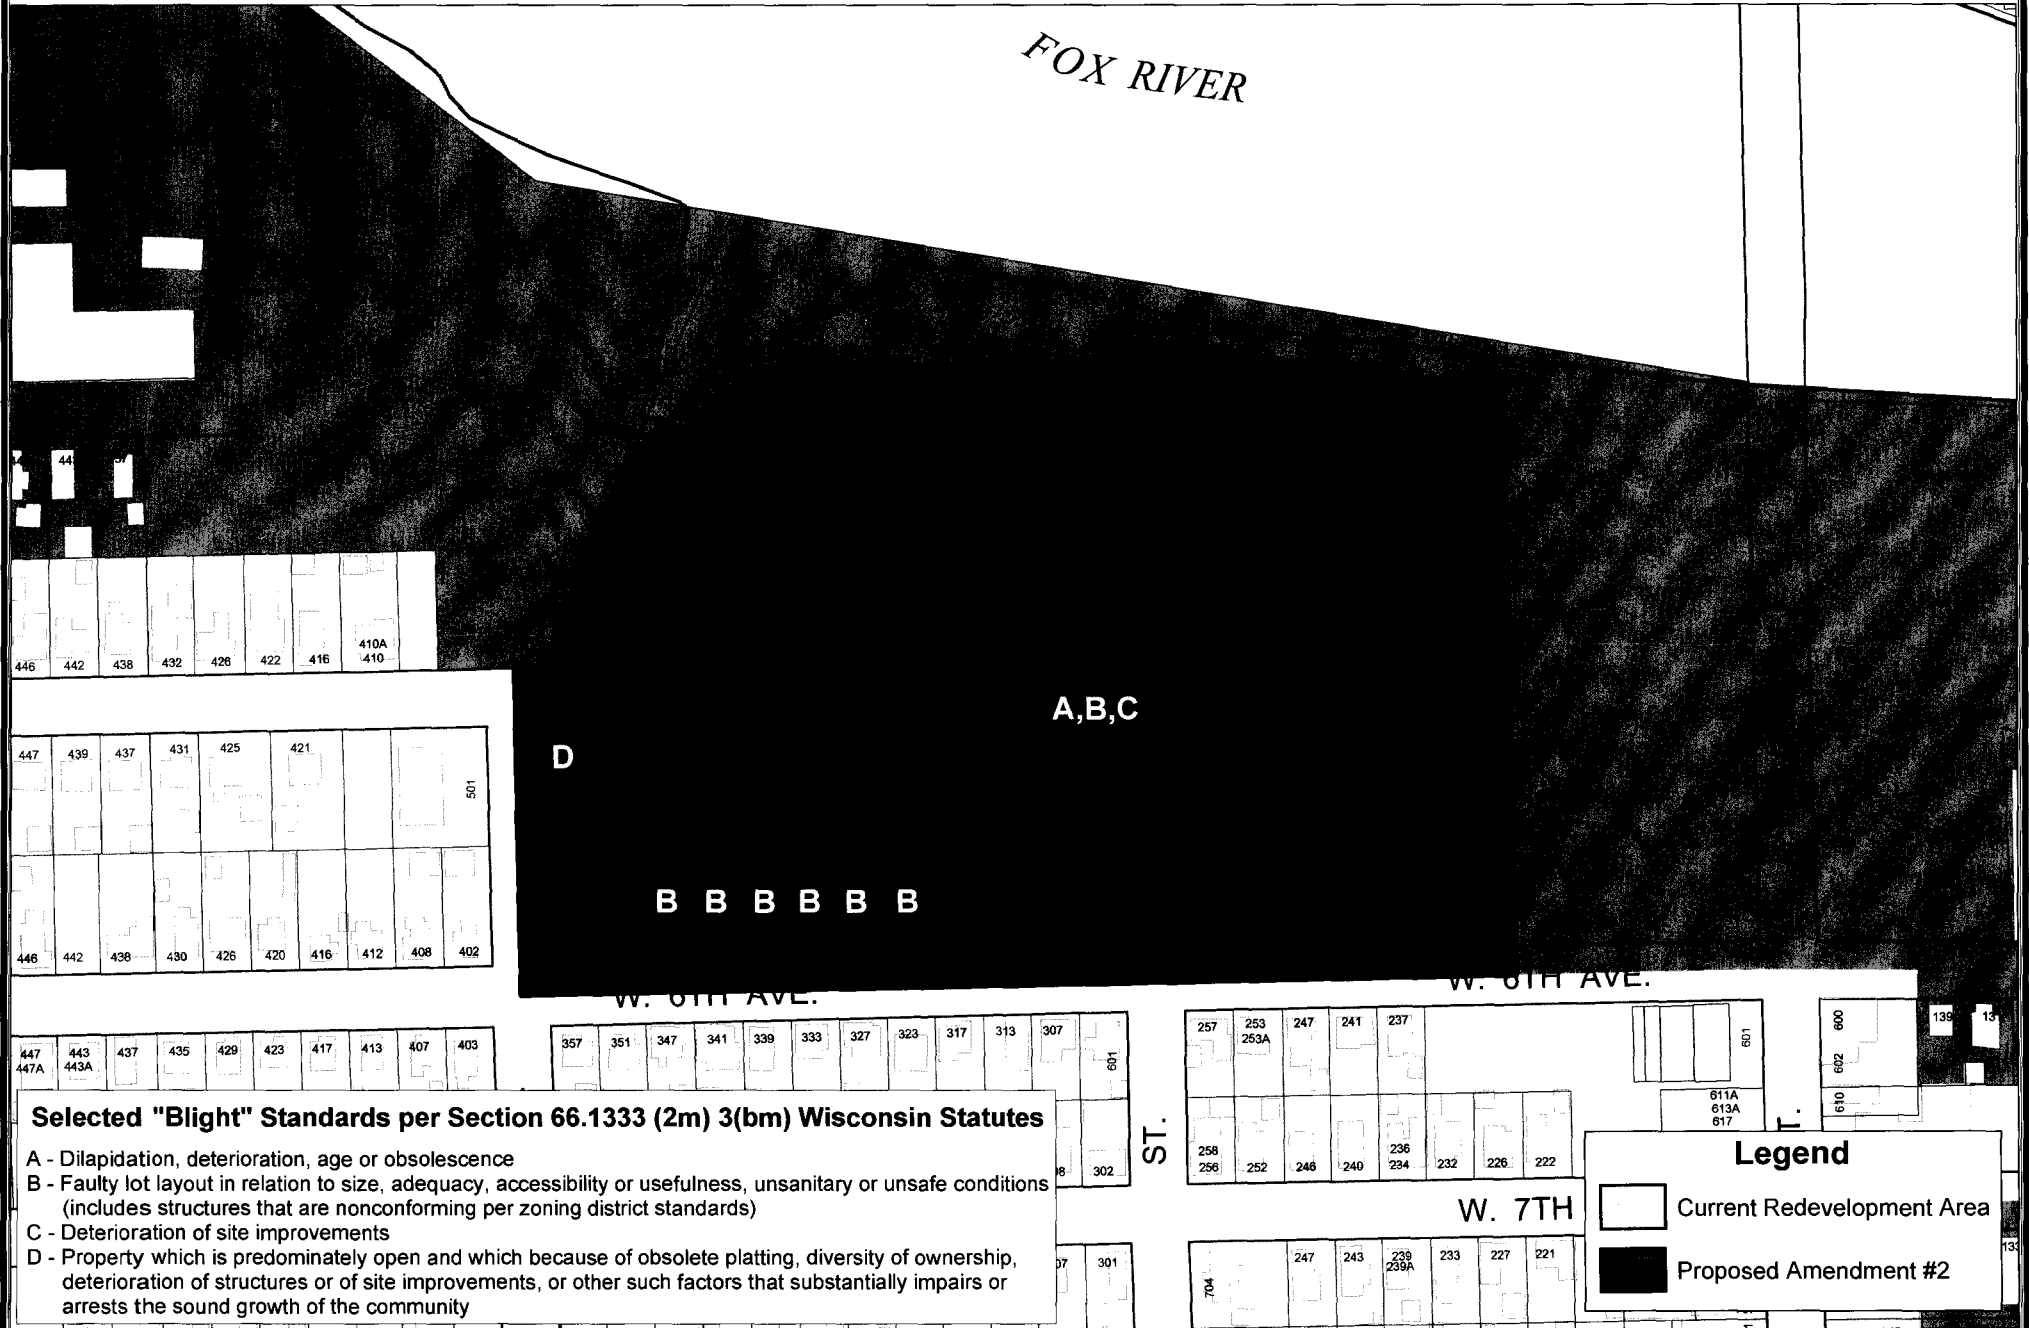 FOX RIVER
44
410A
446 442 438 432 426 422 416 410
A,B,C
D
447 439 437 431 425 421
501
B B B B B B
446 442 438 430 426 420 416 412 408 402
W. 6TH AVE.
W. 6TH AVE.
447 443 437 435 429 423 417 413 407 403
447A 443A
357 351 347 341 339 333 327 323 317 313 307
601
257 253 247 241 237
253A
601
600
602
610
139
611A
613A
617
302
ST.
258 236
256 252 246 240 234 232 226 222
W. 7TH
301
704
247 243 239 233 227 221
239A
Selected "Blight" Standards per Section 66.1333 (2m) 3(bm) Wisconsin Statutes
A - Dilapidation, deterioration, age or obsolescence
B - Faulty lot layout in relation to size, adequacy, accessibility or usefulness, unsanitary or unsafe conditions
(includes structures that are nonconforming per zoning district standards)
C - Deterioration of site improvements
D - Property which is predominately open and which because of obsolete platting, diversity of ownership,
deterioration of structures or of site improvements, or other such factors that substantially impairs or
arrests the sound growth of the community
Legend
Current Redevelopment Area
Proposed Amendment #2